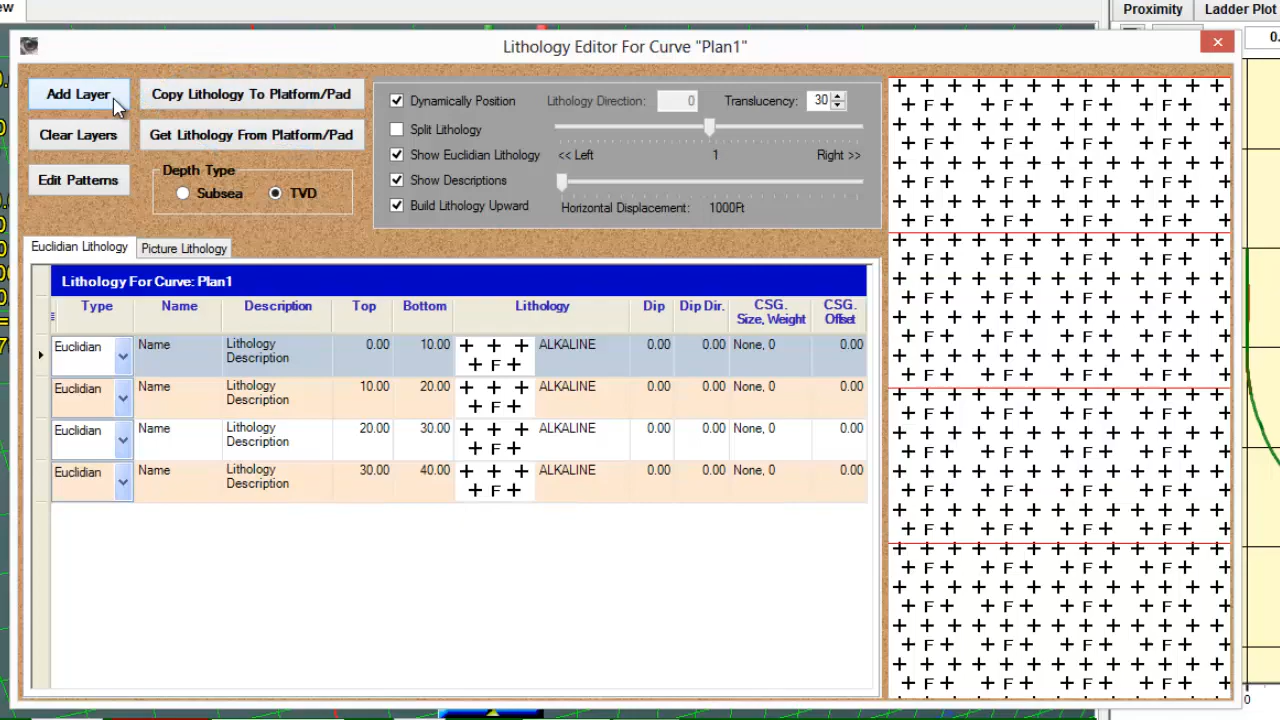 ew
Proximity
Ladder Plot
Lithology Editor For Curve "Plan1"
Add Layer
Copy Lithology To Platform/Pad
Clear Layers
Get Lithology From Platform/Pad
Edit Patterns
Depth Type
Subsea
TVD
Dynamically Position
Lithology Direction:
0
Translucency:
30
Split Lithology
Show Euclidian Lithology
<< Left
1
Right >>
Show Descriptions
Build Lithology Upward
Horizontal Displacement:
1000Ft
Euclidian Lithology
Picture Lithology
Lithology For Curve: Plan1
Type Name Description Top Bottom Lithology Dip Dip Dir. CSG. Size, Weight CSG. Offset
Euclidian Name Lithology Description 0.00 10.00 F ALKALINE 0.00 0.00 None, 0 0.00
Euclidian Name Lithology Description 10.00 20.00 F ALKALINE 0.00 0.00 None, 0 0.00
Euclidian Name Lithology Description 20.00 30.00 F ALKALINE 0.00 0.00 None, 0 0.00
Euclidian Name Lithology Description 30.00 40.00 F ALKALINE 0.00 0.00 None, 0 0.00
0